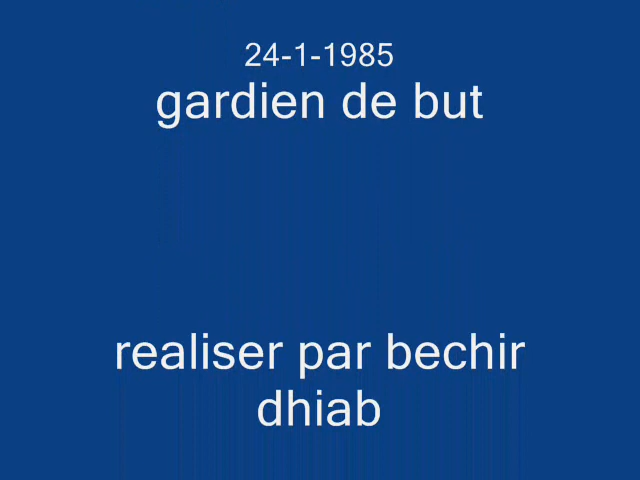 24-1-1985
gardien de but
realiser par bechir
dhiab